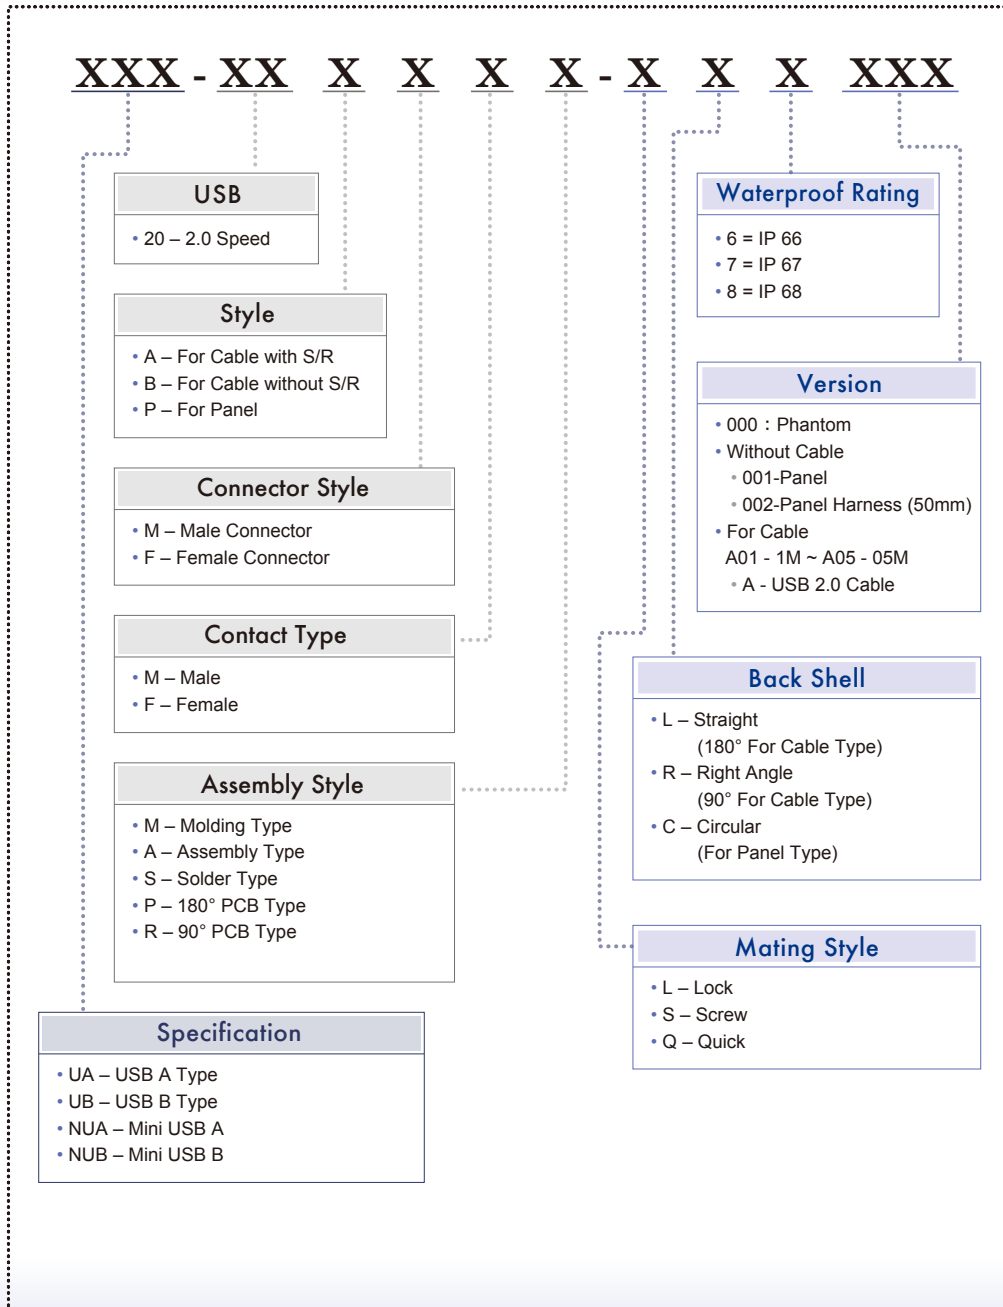 XXX - XX X X X X - X X X XXX
USB
• 20 – 2.0 Speed
Style
• A – For Cable with S/R
• B – For Cable without S/R
• P – For Panel
Connector Style
• M – Male Connector
• F – Female Connector
Contact Type
• M – Male
• F – Female
Assembly Style
• M – Molding Type
• A – Assembly Type
• S – Solder Type
• P – 180° PCB Type
• R – 90° PCB Type
Specification
• UA – USB A Type
• UB – USB B Type
• NUA – Mini USB A
• NUB – Mini USB B
Waterproof Rating
• 6 = IP 66
• 7 = IP 67
• 8 = IP 68
Version
• 000：Phantom
• Without Cable
• 001-Panel
• 002-Panel Harness (50mm)
• For Cable
A01 - 1M ~ A05 - 05M
• A - USB 2.0 Cable
Back Shell
• L – Straight
(180° For Cable Type)
• R – Right Angle
(90° For Cable Type)
• C – Circular
(For Panel Type)
Mating Style
• L – Lock
• S – Screw
• Q – Quick